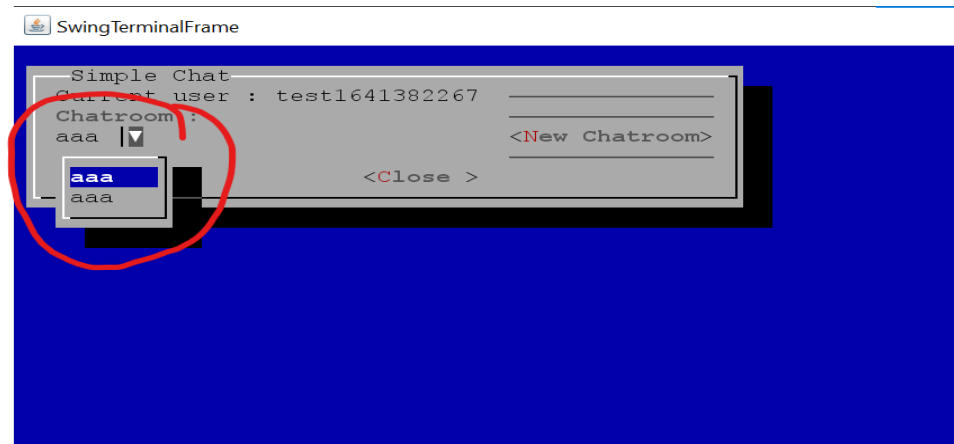 SwingTerminalFrame
Simple Chat
Current user : test1641382267
Chatroom :
aaa
<New Chatroom>
aaa
<Close >
aaa